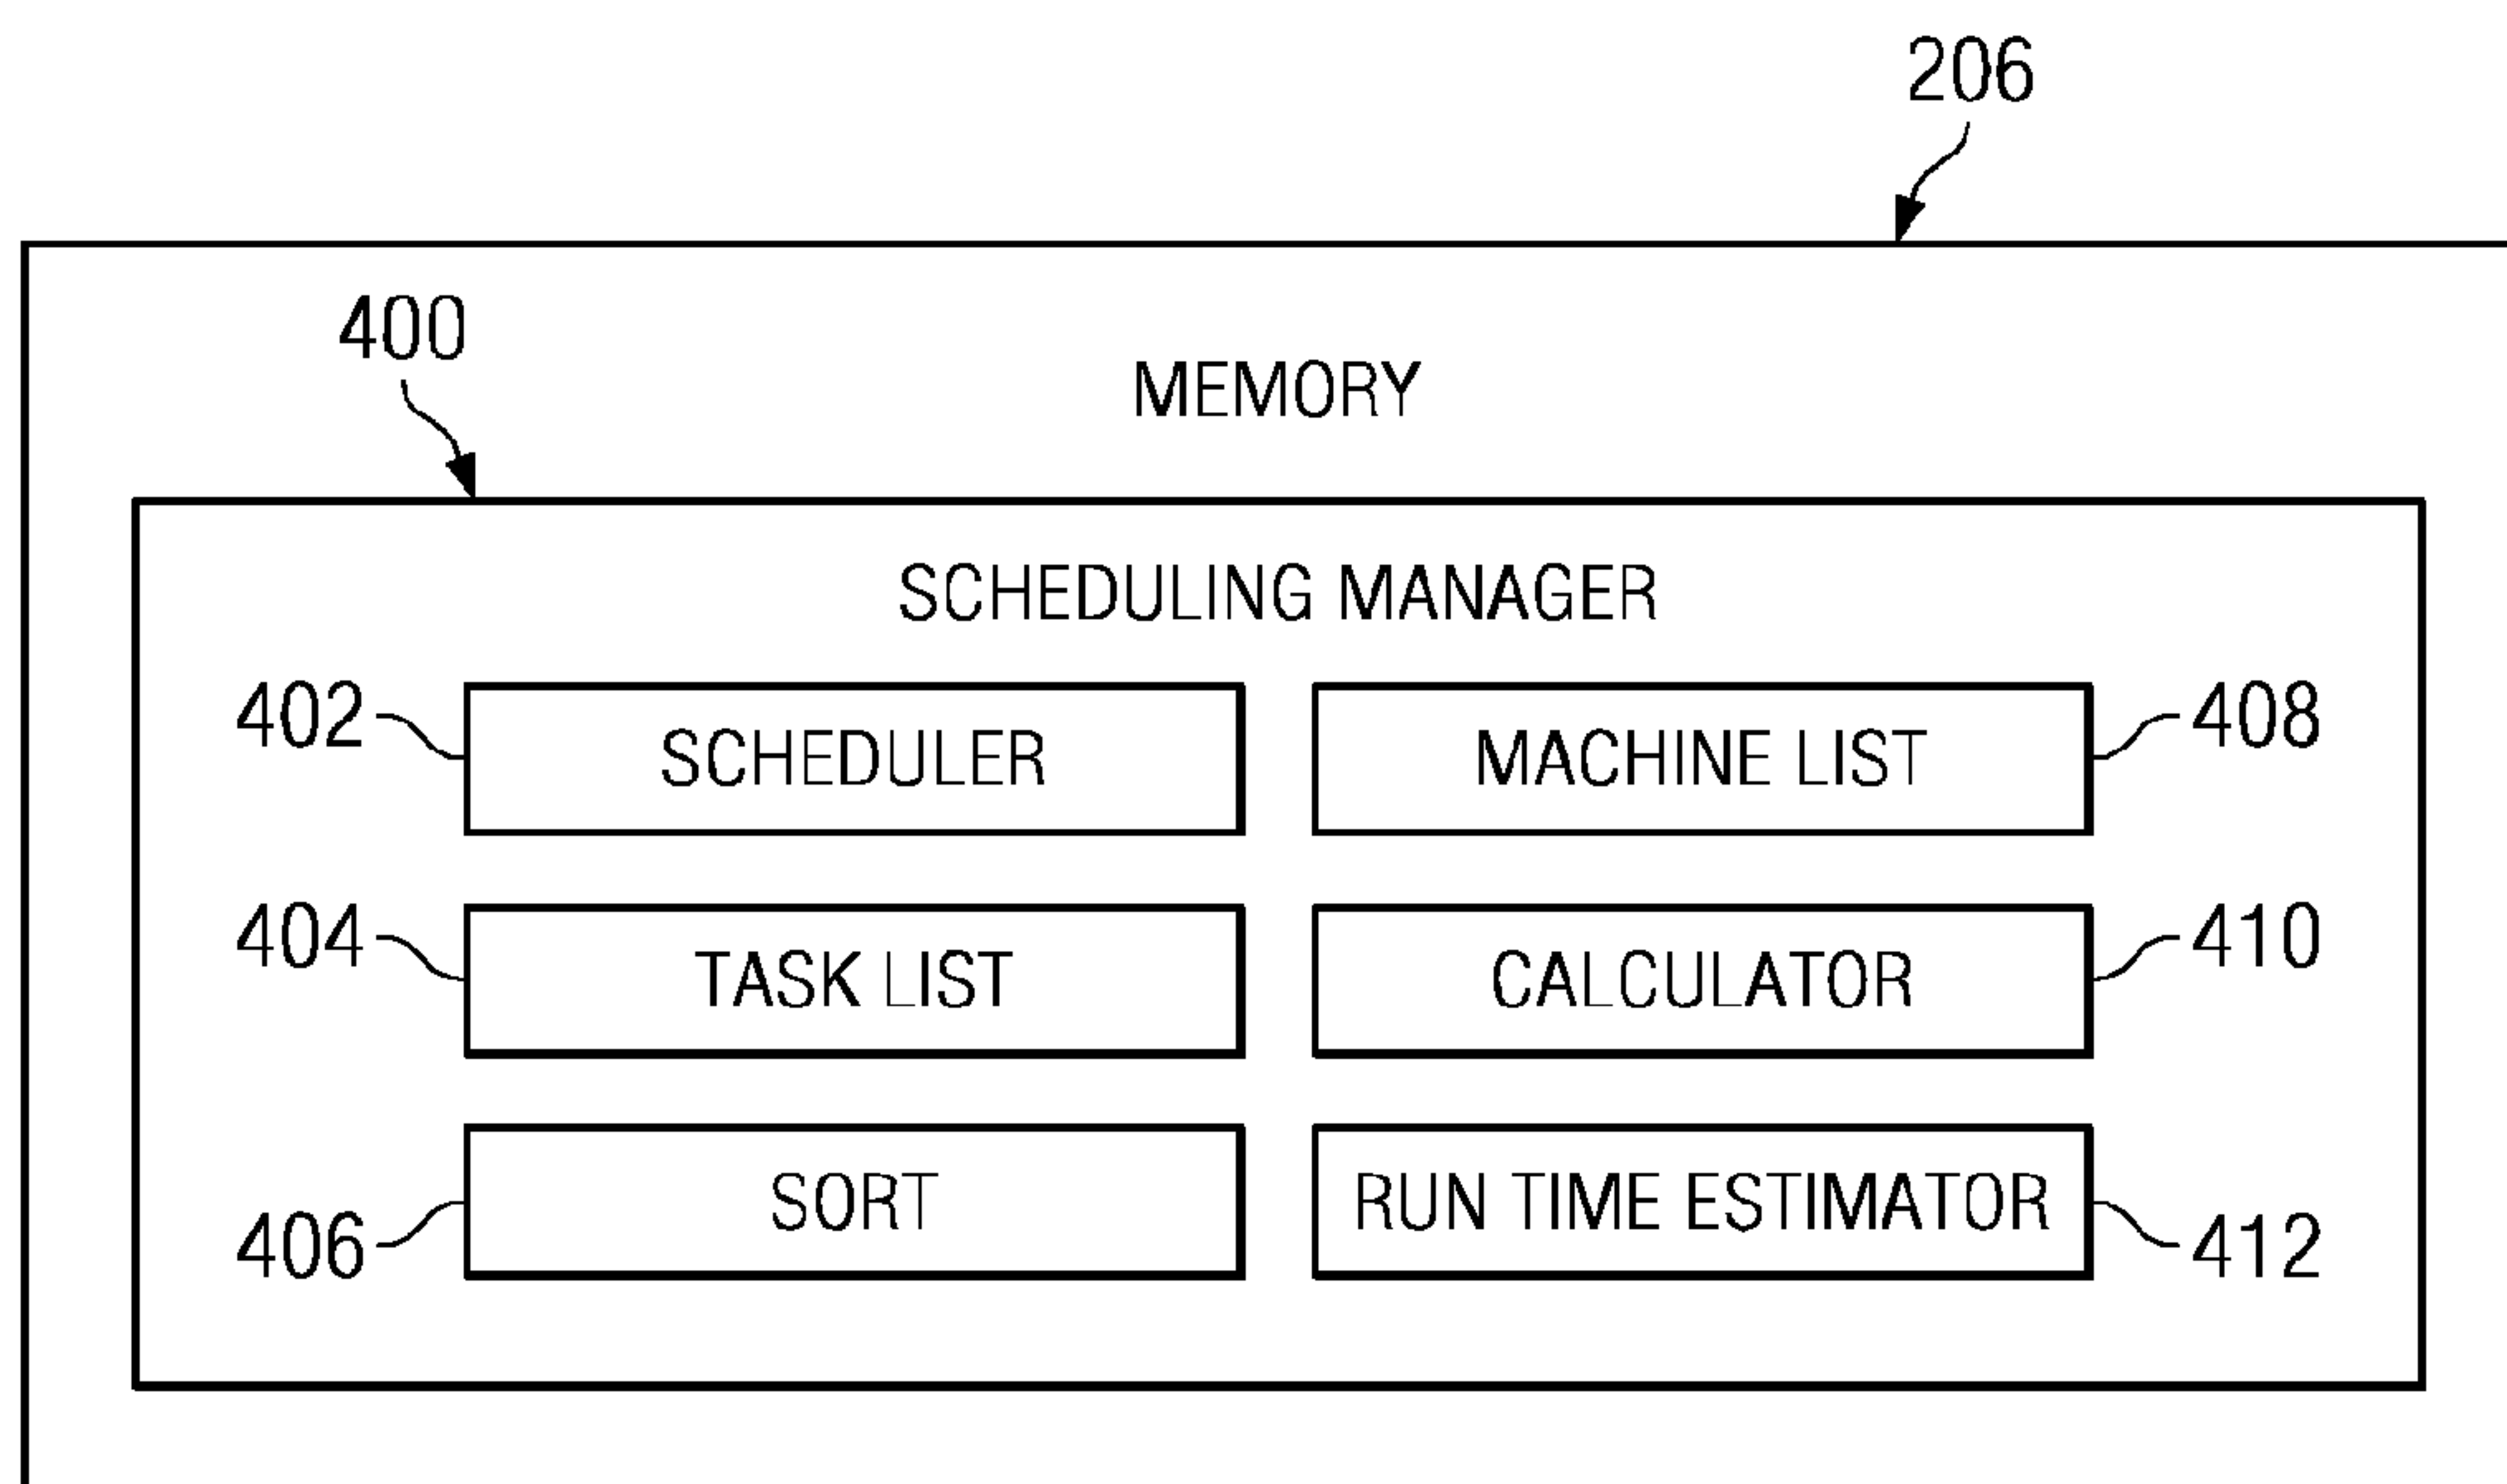 206
400
MEMORY
SCHEDULING MANAGER
402 SCHEDULER MACHINE LIST 408
404 TASK LIST CALCULATOR 410
406 SORT RUN TIME ESTIMATOR 412